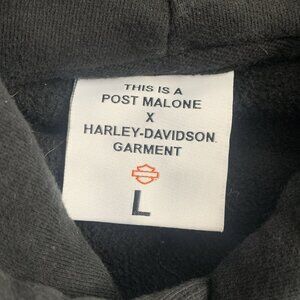 THIS IS A
POST MALONE
X
HARLEY-DAVIDSON
GARMENT
L